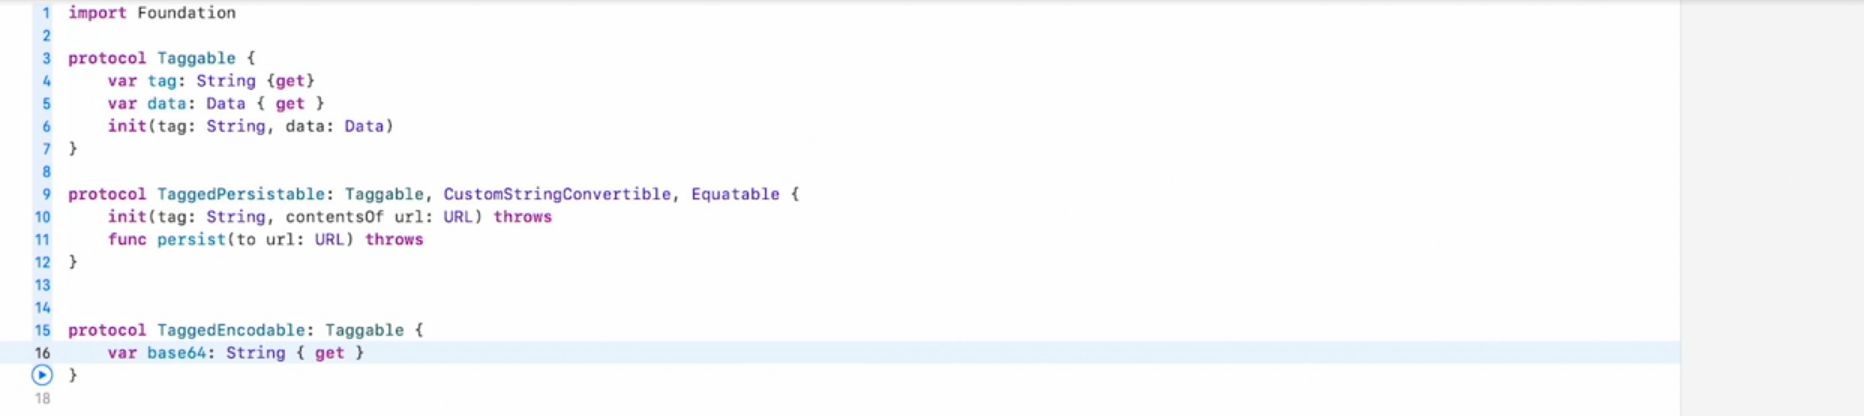 1 import Foundation
2
3 protocol Taggable {
4     var tag: String {get}
5     var data: Data { get }
6     init(tag: String, data: Data)
7 }
8
9 protocol TaggedPersistable: Taggable, CustomStringConvertible, Equatable {
10     init(tag: String, contentsOf url: URL) throws
11     func persist(to url: URL) throws
12 }
13
14
15 protocol TaggedEncodable: Taggable {
16     var base64: String { get }
}
18